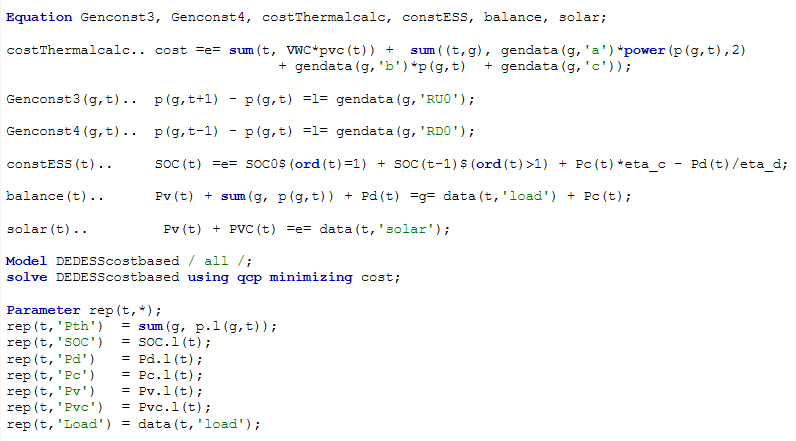 Equation Genconst3, Genconst4, costThermalcalc, constESS, balance, solar;
costThermalcalc.. cost =e= sum(t, VWC*pvc(t)) + sum((t,g), gendata(g,'a')*power(p(g,t),2)
+ gendata(g,'b')*p(g,t) + gendata(g,'c'));
Genconst3(g,t).. p(g,t+1) - p(g,t) =l= gendata(g,'RU0');
Genconst4(g,t).. p(g,t-1) - p(g,t) =l= gendata(g,'RD0');
constESS(t).. SOC(t) =e= SOC0$(ord(t)=1) + SOC(t-1)$(ord(t)>1) + Pc(t)*eta_c - Pd(t)/eta_d;
balance(t).. Pv(t) + sum(g, p(g,t)) + Pd(t) =g= data(t,'load') + Pc(t);
solar(t).. Pv(t) + PVC(t) =e= data(t,'solar');
Model DEDESScostbased / all /;
solve DEDESScostbased using qcp minimizing cost;
Parameter rep(t,*);
rep(t,'Pth') = sum(g, p.l(g,t));
rep(t,'SOC') = SOC.l(t);
rep(t,'Pd') = Pd.l(t);
rep(t,'Pc') = Pc.l(t);
rep(t,'Pv') = Pv.l(t);
rep(t,'Pvc') = Pvc.l(t);
rep(t,'Load') = data(t,'load');